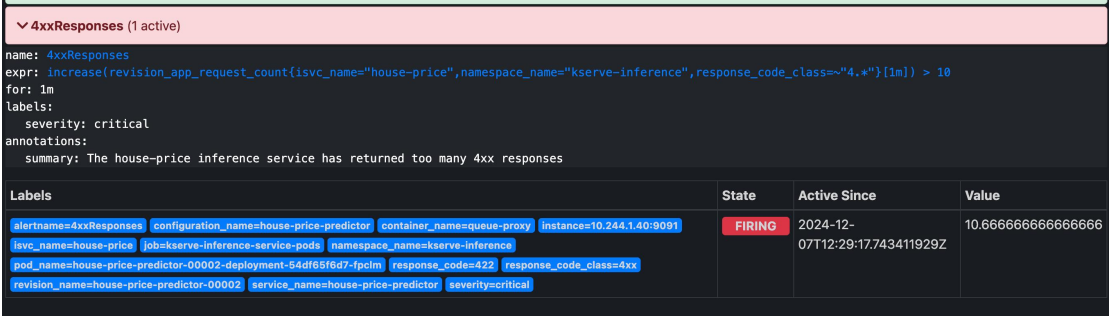 4xxResponses (1 active)
name: 4xxResponses
expr: increase(revision_app_request_count{isvc_name="house-price",namespace_name="kserve-inference",response_code_class=~"4.*"}[1m]) > 10
for: 1m
labels:
severity: critical
annotations:
summary: The house-price inference service has returned too many 4xx responses
Labels State Active Since Value
alertname=4xxResponses configuration_name=house-price-predictor container_name=queue-proxy instance=10.244.1.40:9091 FIRING 2024-12- 10.666666666666666
isvc_name=house-price job=kserve-inference-service-pods namespace_name=kserve-inference 07T12:29:17.743411929Z
pod_name=house-price-predictor-00002-deployment-54df65f6d7-fpclm response_code=422 response_code_class=4xx
revision_name=house-price-predictor-00002 service_name=house-price-predictor severity=critical